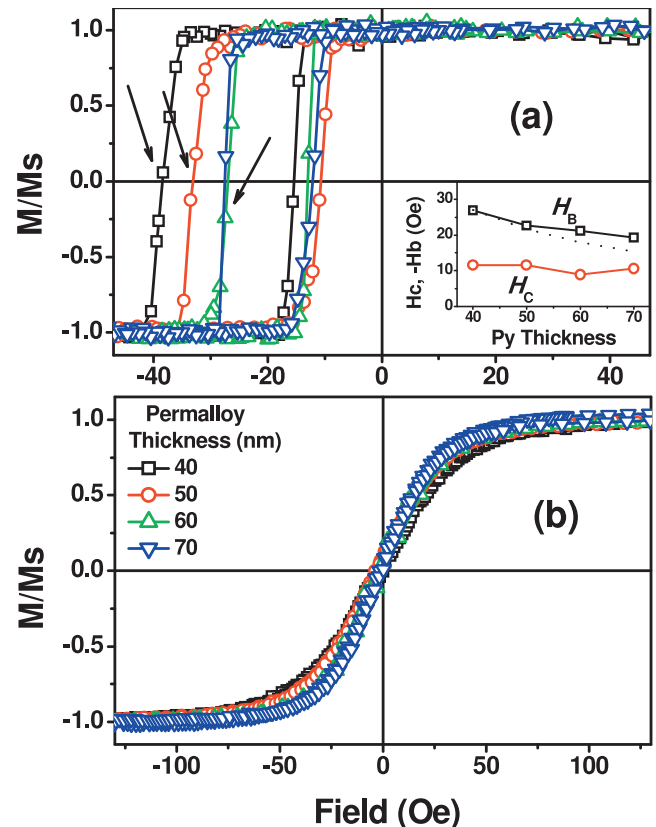 1.0
0.5
0.0
-0.5
-1.0
M/Ms
(a)
30
20
10
0
Hc, -Hb (Oe)
H_B
H_C
40 50 60 70
Py Thickness
-40 -20 0 20 40
1.0
0.5
0.0
-0.5
-1.0
M/Ms
Permalloy
Thickness (nm)
40
50
60
70
(b)
-100 -50 0 50 100
Field (Oe)